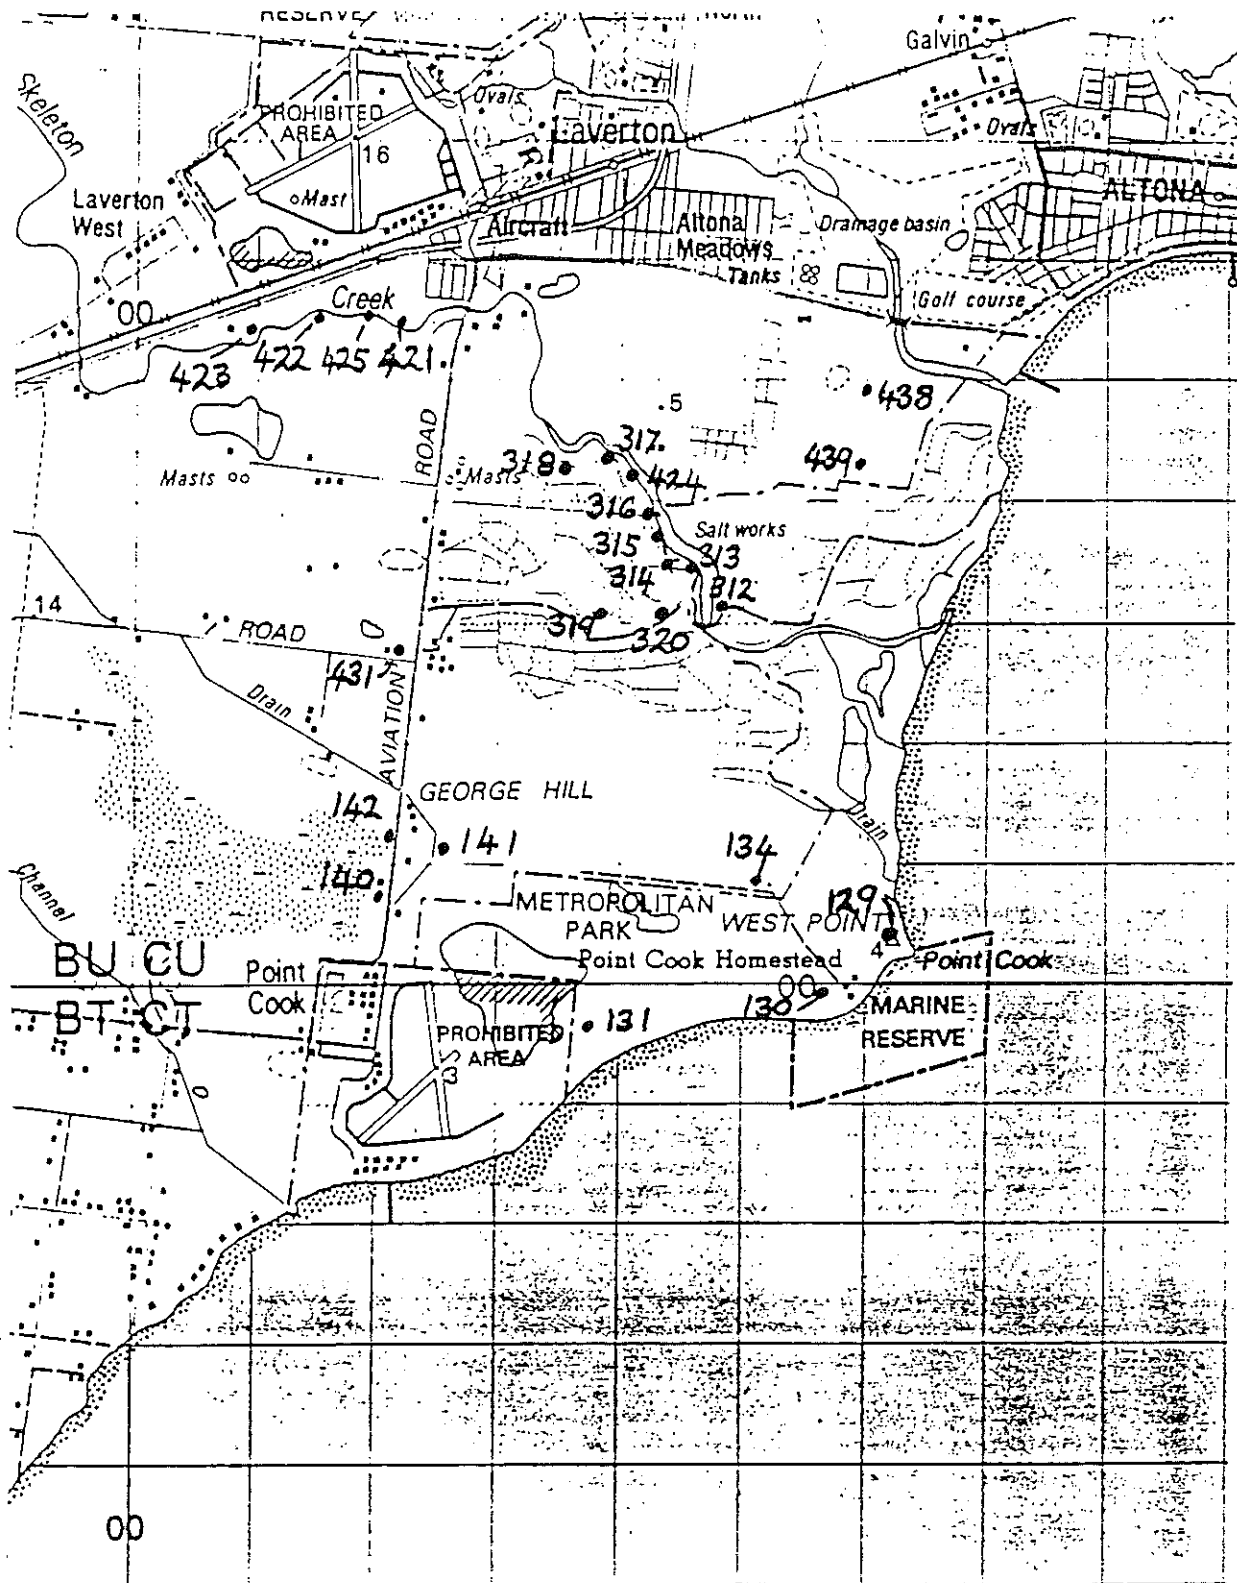 Galvin
Skeleton
Ovals
PROHIBITED
AREA
Laverton
16
Ovals
Laverton
West
Mast
ALTONA
Aircraft
Altona
Meadows
Drainage basin
Tanks
Golf course
00
Creek
423
422
425
421
438
5
ROAD
317
318
439
Masts
Masts
424
316
Salt works
315
313
314
312
14
ROAD
319
320
431
Drain
AVIATION
GEORGE HILL
142
141
Drain
134
140
Channel
METROPOLITAN
PARK
WEST POINT
129
4
BU CU
Point
Cook
Point Cook Homestead
Point Cook
00
BT CT
130
MARINE
RESERVE
131
PROHIBITED
AREA
3
0
00